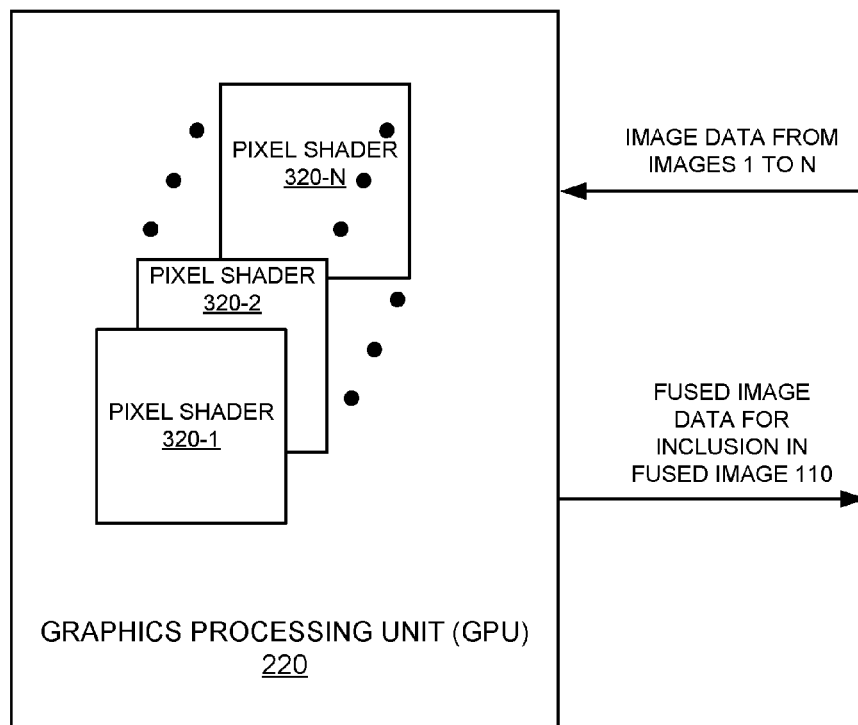 PIXEL SHADER
320-N
PIXEL SHADER
320-2
PIXEL SHADER
320-1
GRAPHICS PROCESSING UNIT (GPU)
220
IMAGE DATA FROM
IMAGES 1 TO N
FUSED IMAGE
DATA FOR
INCLUSION IN
FUSED IMAGE 110